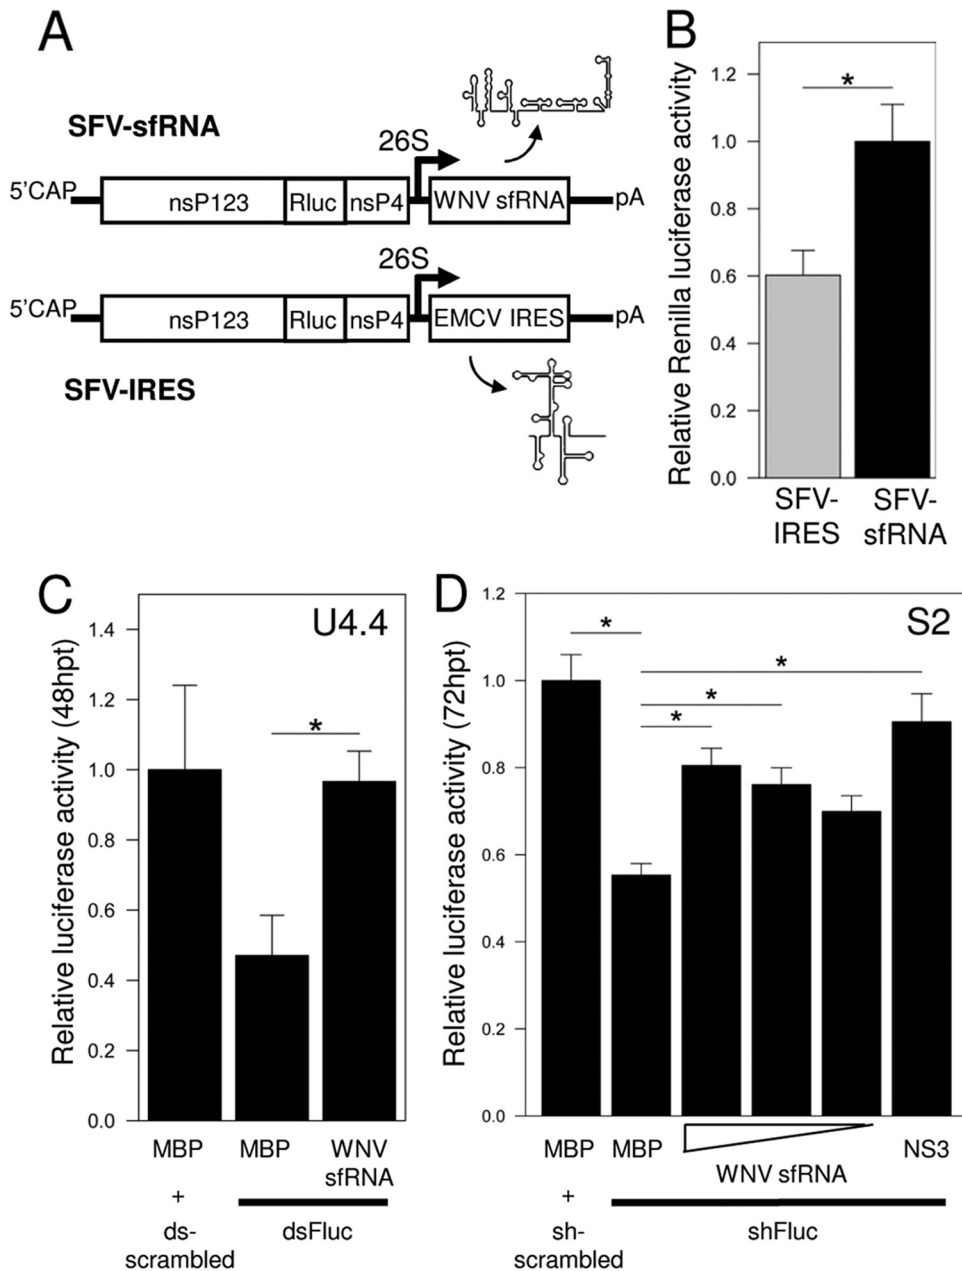 A
SFV-sfRNA
26S
5'CAP nsP123 Rluc nsP4 WNV sfRNA pA
26S
5'CAP nsP123 Rluc nsP4 EMCV IRES pA
SFV-IRES
B
Relative Renilla luciferase activity
1.2
1.0
0.8
0.6
0.4
0.2
0.0
*
SFV-
IRES
SFV-
sfRNA
C
U4.4
Relative luciferase activity (48hpt)
1.4
1.2
1.0
0.8
0.6
0.4
0.2
0.0
*
MBP MBP WNV
sfRNA
+
ds-
scrambled
dsFluc
D
S2
Relative luciferase activity (72hpt)
1.2
1.0
0.8
0.6
0.4
0.2
0.0
*
*
*
*
MBP MBP NS3
WNV sfRNA
+
sh-
scrambled
shFluc